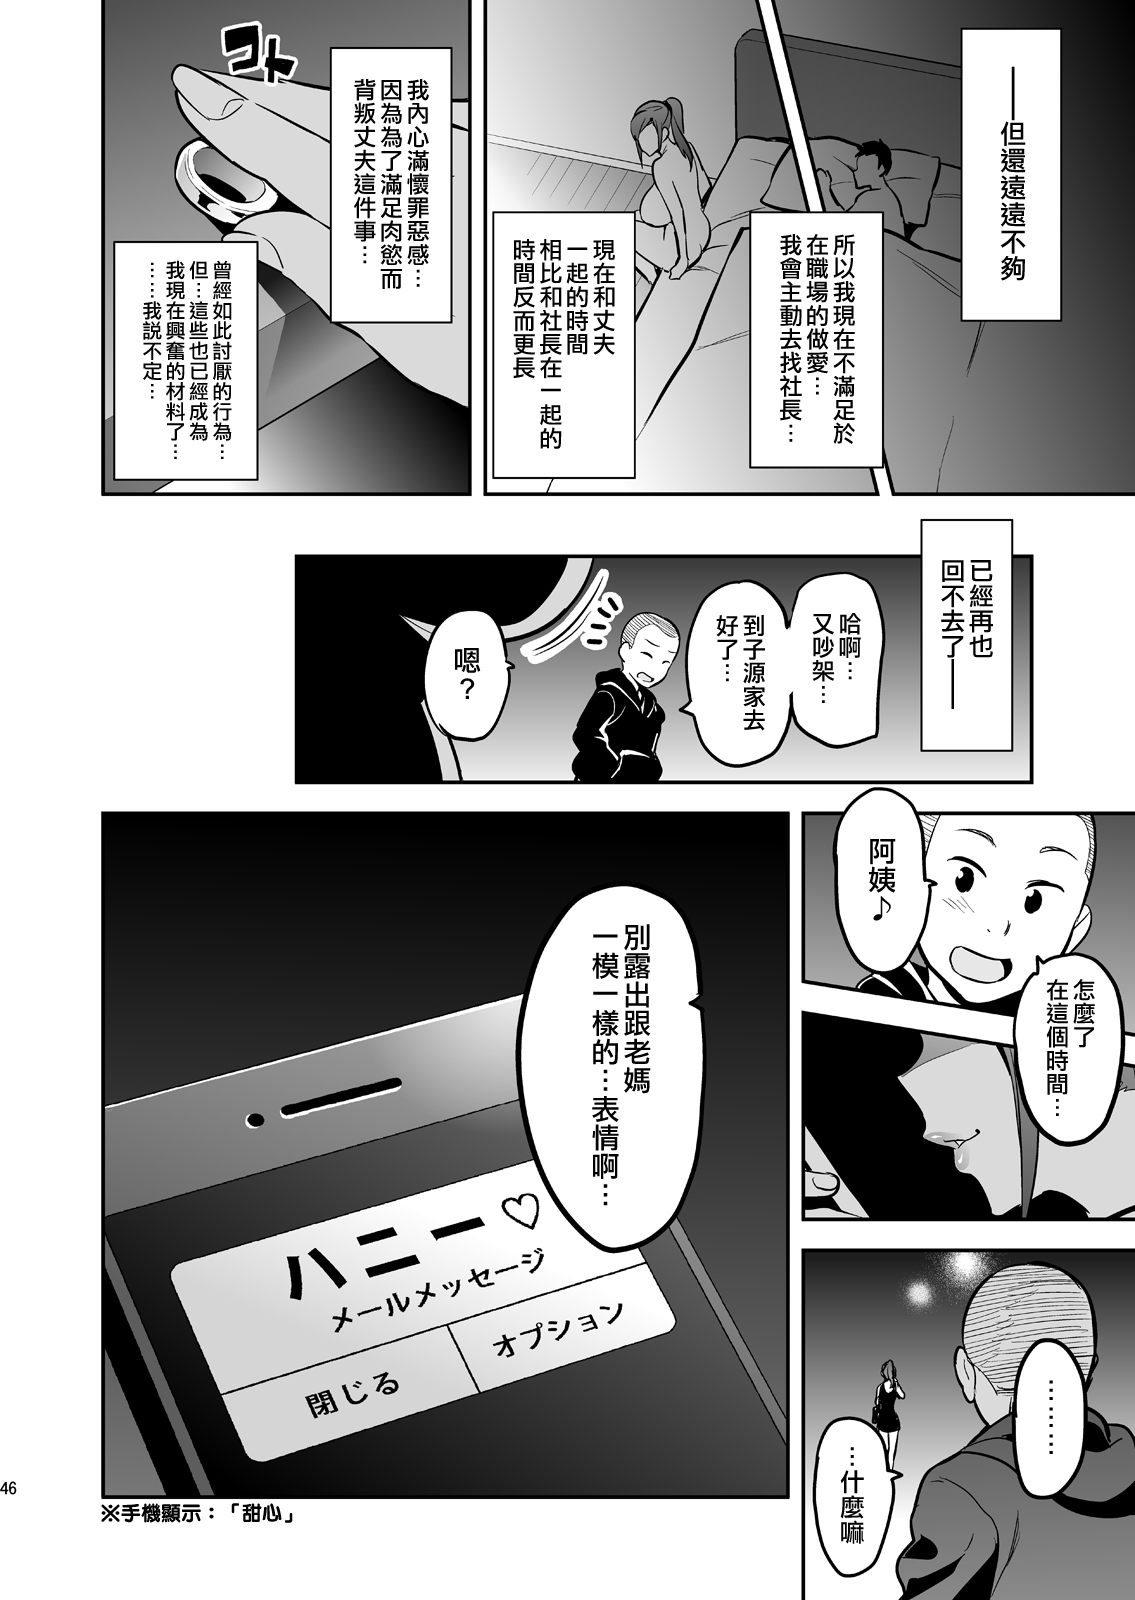 ——但還遠遠不夠
所以我現在不滿足於
在職場的做愛…
我會主動去找社長…
現在和丈夫
一起的時間
相比和社長在一起的
時間反而更長
コト
我內心滿懷罪惡感…
因為為了滿足肉慾而
背叛丈夫這件事…
曾經如此討厭的行為…
但…這些也已經成為
我現在興奮的材料了…
……我說不定…
已經再也
回不去了——
哈啊…
又吵架…
到子源家去
好了…
嗯？
阿姨♪
怎麼了
在這個時間…
………
…什麼嘛
別露出跟老媽
一模一樣的…表情啊…
ハニー♡
メールメッセージ
閉じる
オプション
※手機顯示：「甜心」
46